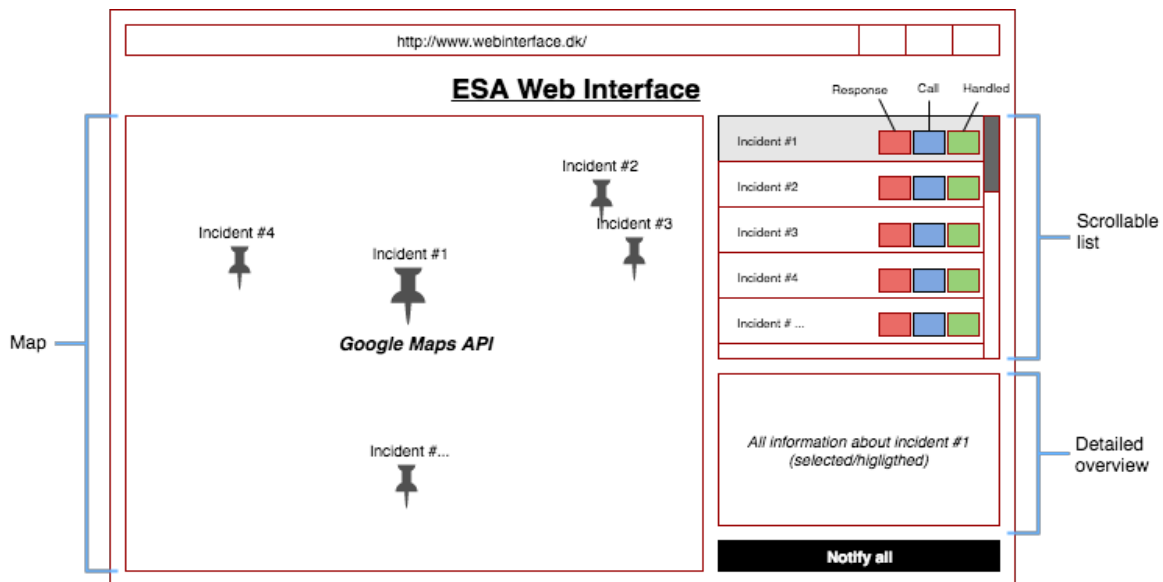 http://www.webinterface.dk/
ESA Web Interface
Response
Call
Handled
Map
Incident #2
Incident #3
Incident #4
Incident #1
Google Maps API
Incident #...
Incident #1
Incident #2
Incident #3
Incident #4
Incident # ...
Scrollable
list
All information about incident #1
(selected/higligthed)
Detailed
overview
Notify all